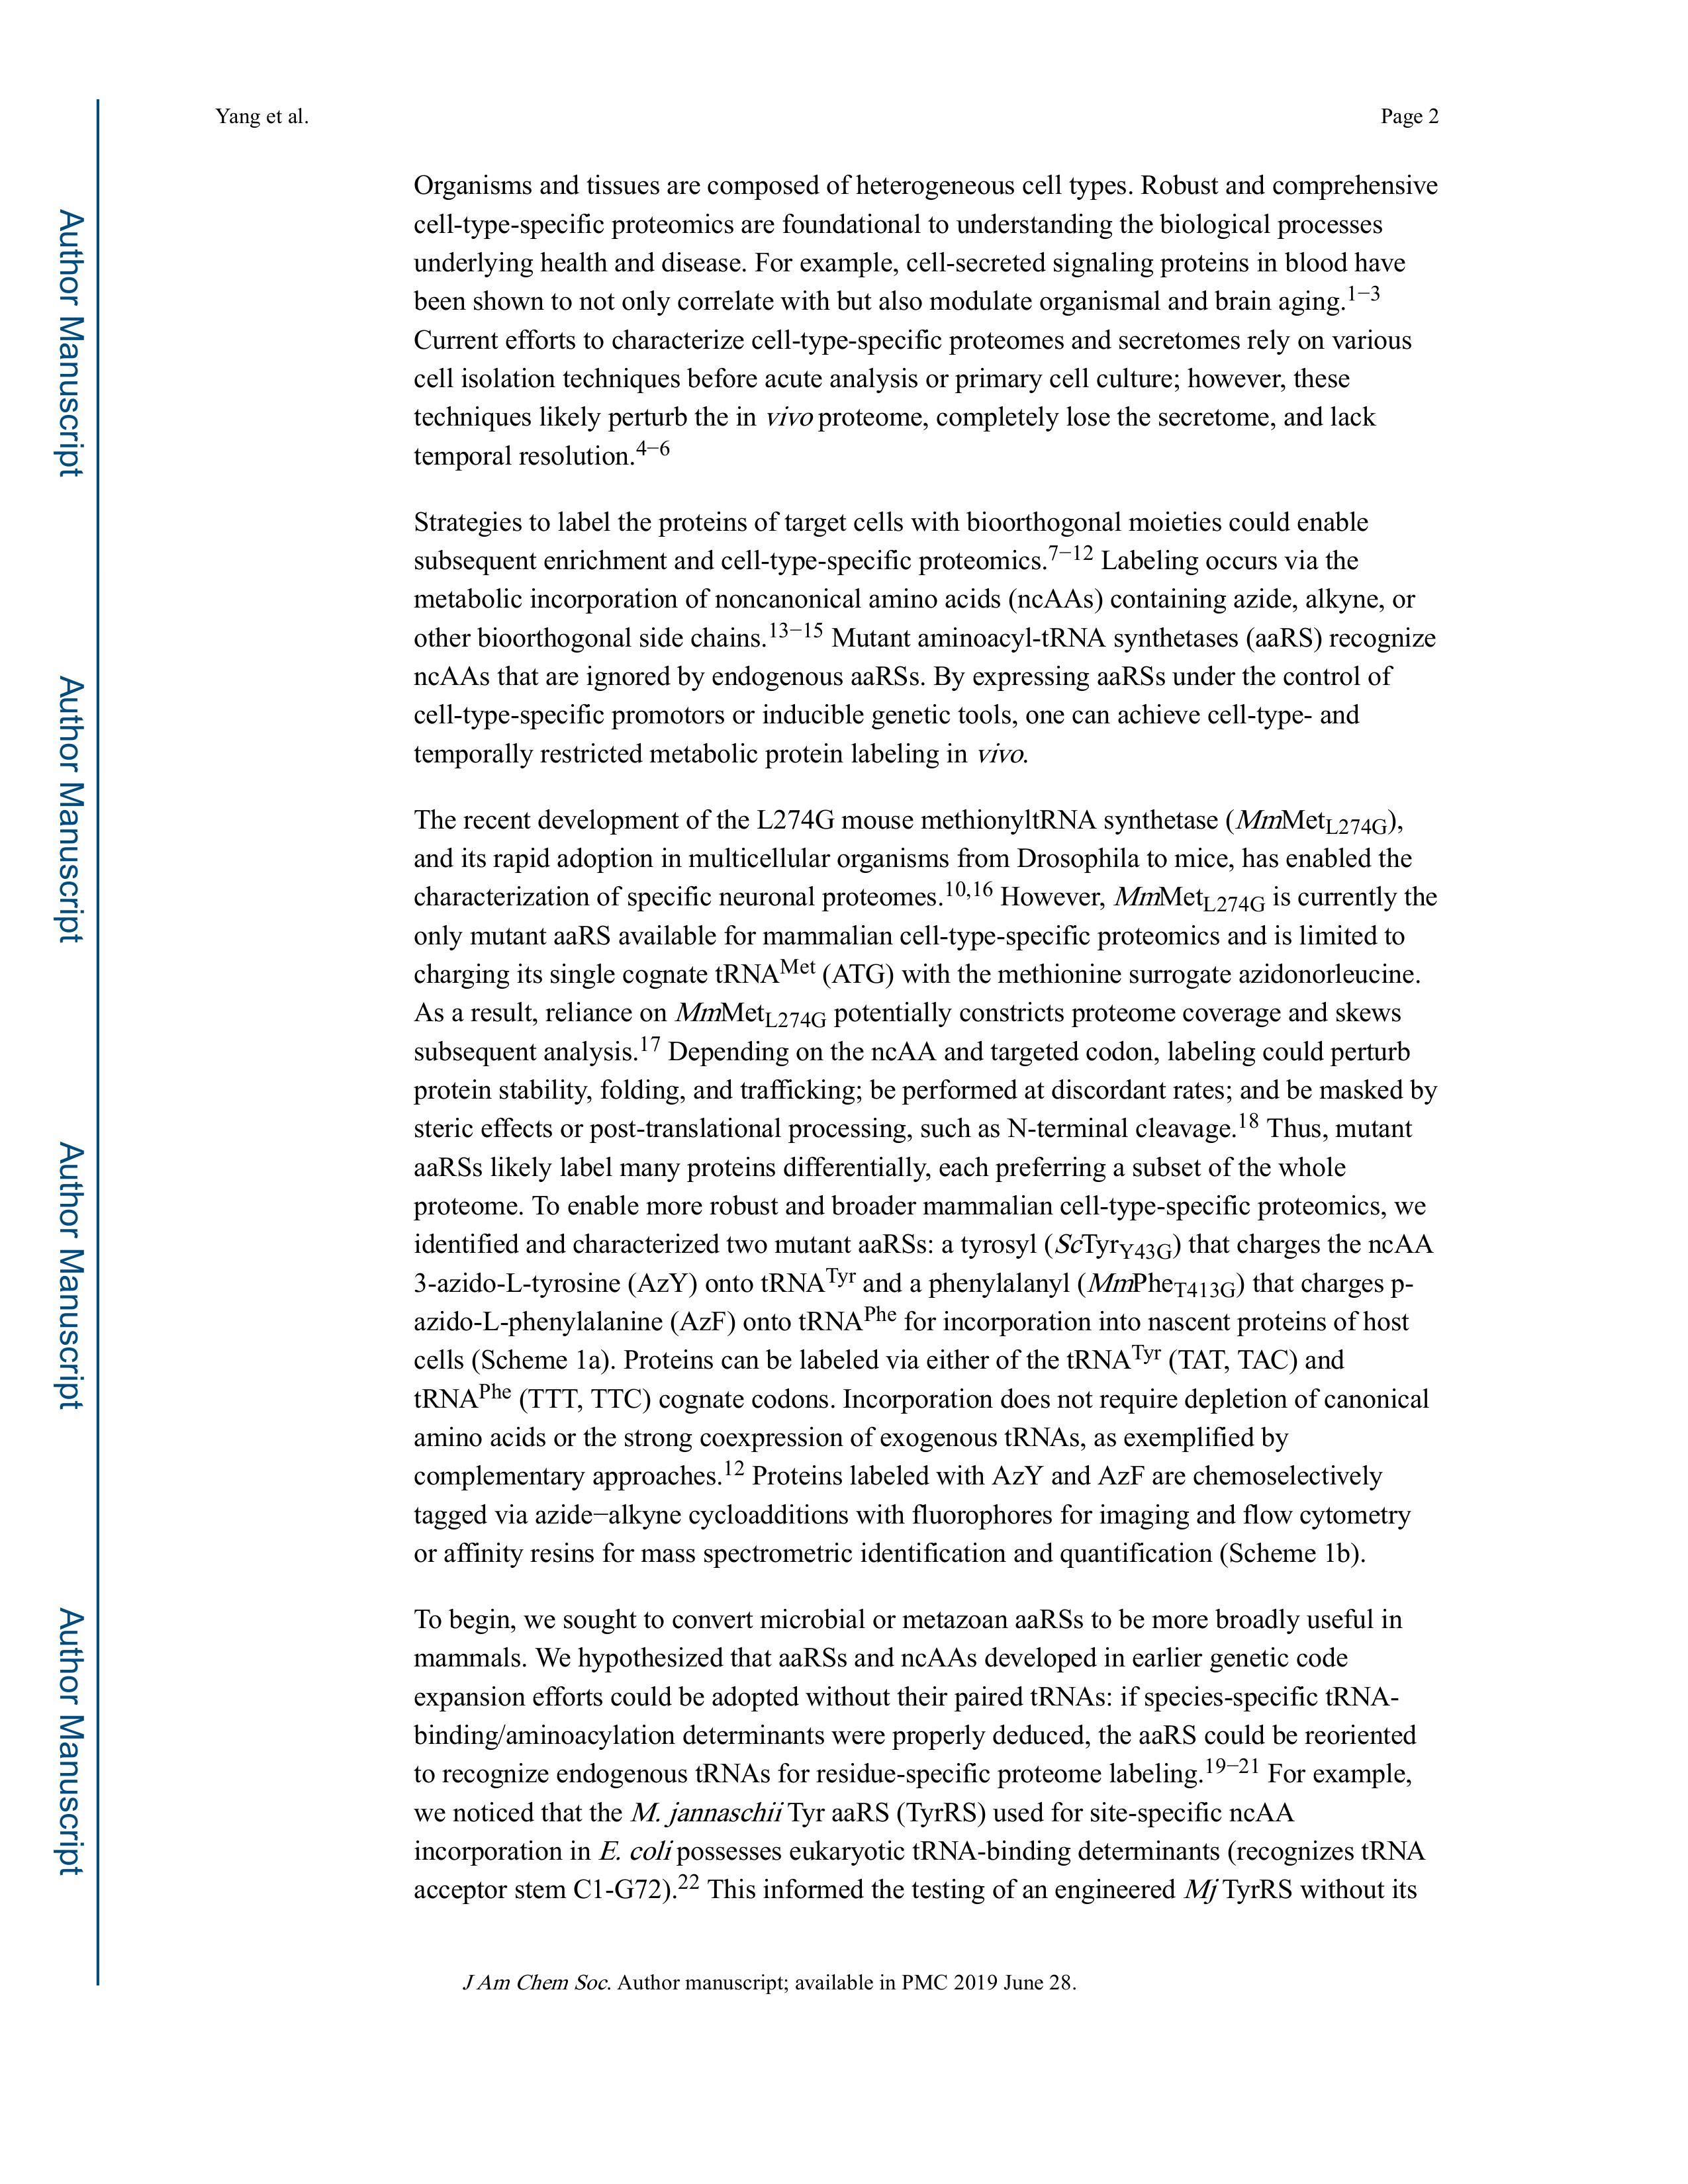 Yang et al.
Page 2
Organisms and tissues are composed of heterogeneous cell types. Robust and comprehensive
cell-type-specific proteomics are foundational to understanding the biological processes
underlying health and disease. For example, cell-secreted signaling proteins in blood have
been shown to not only correlate with but also modulate organismal and brain aging.1−3
Current efforts to characterize cell-type-specific proteomes and secretomes rely on various
cell isolation techniques before acute analysis or primary cell culture; however, these
techniques likely perturb the in vivo proteome, completely lose the secretome, and lack
temporal resolution.4−6
Strategies to label the proteins of target cells with bioorthogonal moieties could enable
subsequent enrichment and cell-type-specific proteomics.7−12 Labeling occurs via the
metabolic incorporation of noncanonical amino acids (ncAAs) containing azide, alkyne, or
other bioorthogonal side chains.13−15 Mutant aminoacyl-tRNA synthetases (aaRS) recognize
ncAAs that are ignored by endogenous aaRSs. By expressing aaRSs under the control of
cell-type-specific promotors or inducible genetic tools, one can achieve cell-type- and
temporally restricted metabolic protein labeling in vivo.
The recent development of the L274G mouse methionyltRNA synthetase (MmMetL274G),
and its rapid adoption in multicellular organisms from Drosophila to mice, has enabled the
characterization of specific neuronal proteomes.10,16 However, MmMetL274G is currently the
only mutant aaRS available for mammalian cell-type-specific proteomics and is limited to
charging its single cognate tRNAMet (ATG) with the methionine surrogate azidonorleucine.
As a result, reliance on MmMetL274G potentially constricts proteome coverage and skews
subsequent analysis.17 Depending on the ncAA and targeted codon, labeling could perturb
protein stability, folding, and trafficking; be performed at discordant rates; and be masked by
steric effects or post-translational processing, such as N-terminal cleavage.18 Thus, mutant
aaRSs likely label many proteins differentially, each preferring a subset of the whole
proteome. To enable more robust and broader mammalian cell-type-specific proteomics, we
identified and characterized two mutant aaRSs: a tyrosyl (ScTyrY43G) that charges the ncAA
3-azido-L-tyrosine (AzY) onto tRNATyr and a phenylalanyl (MmPheT413G) that charges p-
azido-L-phenylalanine (AzF) onto tRNAPhe for incorporation into nascent proteins of host
cells (Scheme 1a). Proteins can be labeled via either of the tRNATyr (TAT, TAC) and
tRNAPhe (TTT, TTC) cognate codons. Incorporation does not require depletion of canonical
amino acids or the strong coexpression of exogenous tRNAs, as exemplified by
complementary approaches.12 Proteins labeled with AzY and AzF are chemoselectively
tagged via azide−alkyne cycloadditions with fluorophores for imaging and flow cytometry
or affinity resins for mass spectrometric identification and quantification (Scheme 1b).
To begin, we sought to convert microbial or metazoan aaRSs to be more broadly useful in
mammals. We hypothesized that aaRSs and ncAAs developed in earlier genetic code
expansion efforts could be adopted without their paired tRNAs: if species-specific tRNA-
binding/aminoacylation determinants were properly deduced, the aaRS could be reoriented
to recognize endogenous tRNAs for residue-specific proteome labeling.19−21 For example,
we noticed that the M. jannaschii Tyr aaRS (TyrRS) used for site-specific ncAA
incorporation in E. coli possesses eukaryotic tRNA-binding determinants (recognizes tRNA
acceptor stem C1-G72).22 This informed the testing of an engineered Mj TyrRS without its
J Am Chem Soc. Author manuscript; available in PMC 2019 June 28.
Author Manuscript
Author Manuscript
Author Manuscript
Author Manuscript